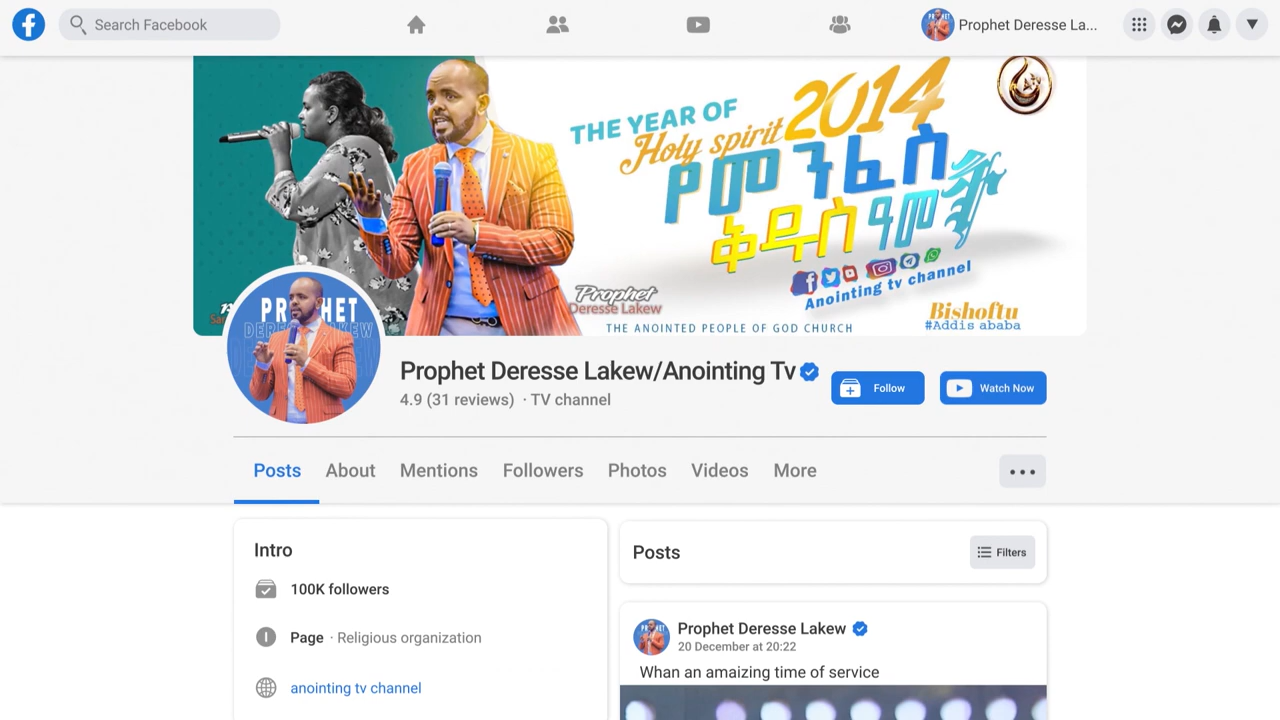 Search Facebook
Prophet Deresse La...
THE YEAR OF
Holy spirit 2014
የመንፈስ
ቅዱስ ዓመት
Anointing tv channel
Prophet
Deresse Lakew
THE ANOINTED PEOPLE OF GOD CHURCH
Bishoftu
#Addis ababa
PROPHET
DERESSE LAKEW
Prophet Deresse Lakew/Anointing Tv
4.9 (31 reviews) · TV channel
Follow
Watch Now
Posts
About
Mentions
Followers
Photos
Videos
More
Intro
100K followers
Page · Religious organization
anointing tv channel
Posts
Filters
Prophet Deresse Lakew
20 December at 20:22
Whan an amaizing time of service